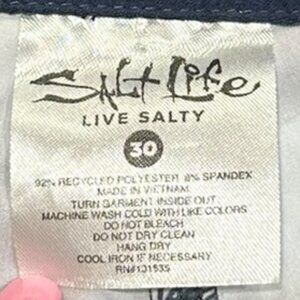 Salt Life
LIVE SALTY
30
92% RECYCLED POLYESTER 8% SPANDEX
MADE IN VIETNAM
TURN GARMENT INSIDE OUT
MACHINE WASH COLD WITH LIKE COLORS
DO NOT BLEACH
DO NOT DRY CLEAN
HANG DRY
COOL IRON IF NECESSARY
RN#131535